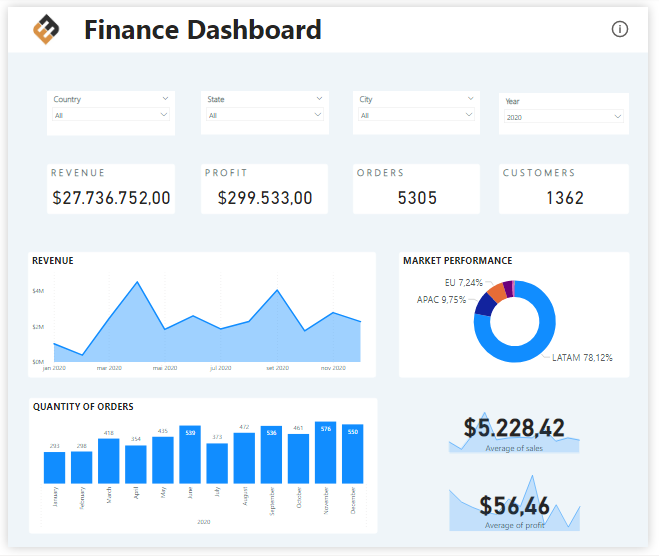 Finance Dashboard
Country
State
City
Year
All
All
All
2020
REVENUE
PROFIT
ORDERS
CUSTOMERS
$27.736.752,00
$299.533,00
5305
1362
REVENUE
$4M
$2M
$0M
jan 2020
mar 2020
mai 2020
jul 2020
set 2020
nov 2020
MARKET PERFORMANCE
EU 7,24%
APAC 9,75%
LATAM 78,12%
QUANTITY OF ORDERS
293
298
418
354
435
539
373
472
536
461
576
550
January
February
March
April
May
June
July
August
September
October
November
December
2020
$5.228,42
Average of sales
$56,46
Average of profit